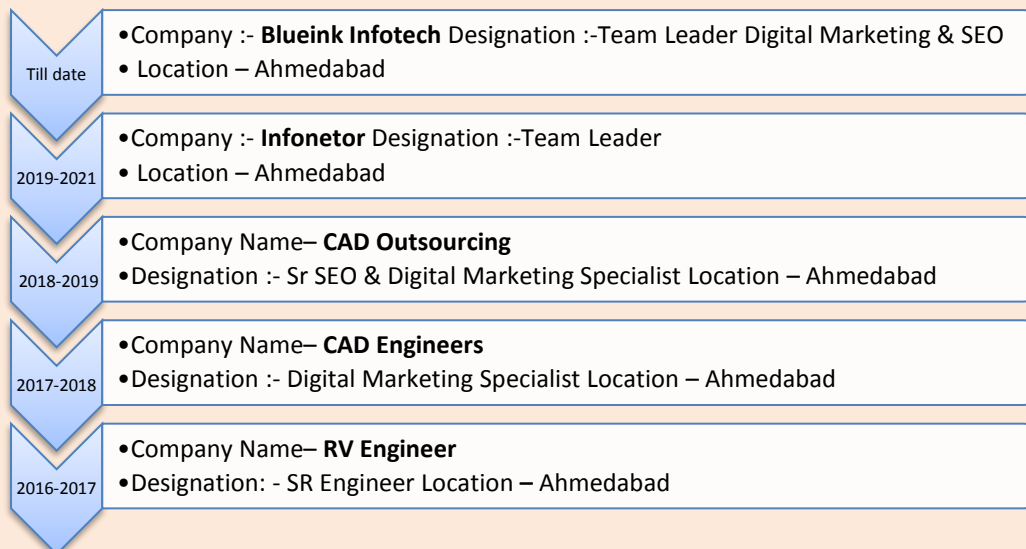 Till date
•Company :- Blueink Infotech Designation :-Team Leader Digital Marketing & SEO
• Location – Ahmedabad
2019-2021
•Company :- Infonetor Designation :-Team Leader
• Location – Ahmedabad
2018-2019
•Company Name– CAD Outsourcing
•Designation :- Sr SEO & Digital Marketing Specialist Location – Ahmedabad
2017-2018
•Company Name– CAD Engineers
•Designation :- Digital Marketing Specialist Location – Ahmedabad
2016-2017
•Company Name– RV Engineer
•Designation: - SR Engineer Location – Ahmedabad